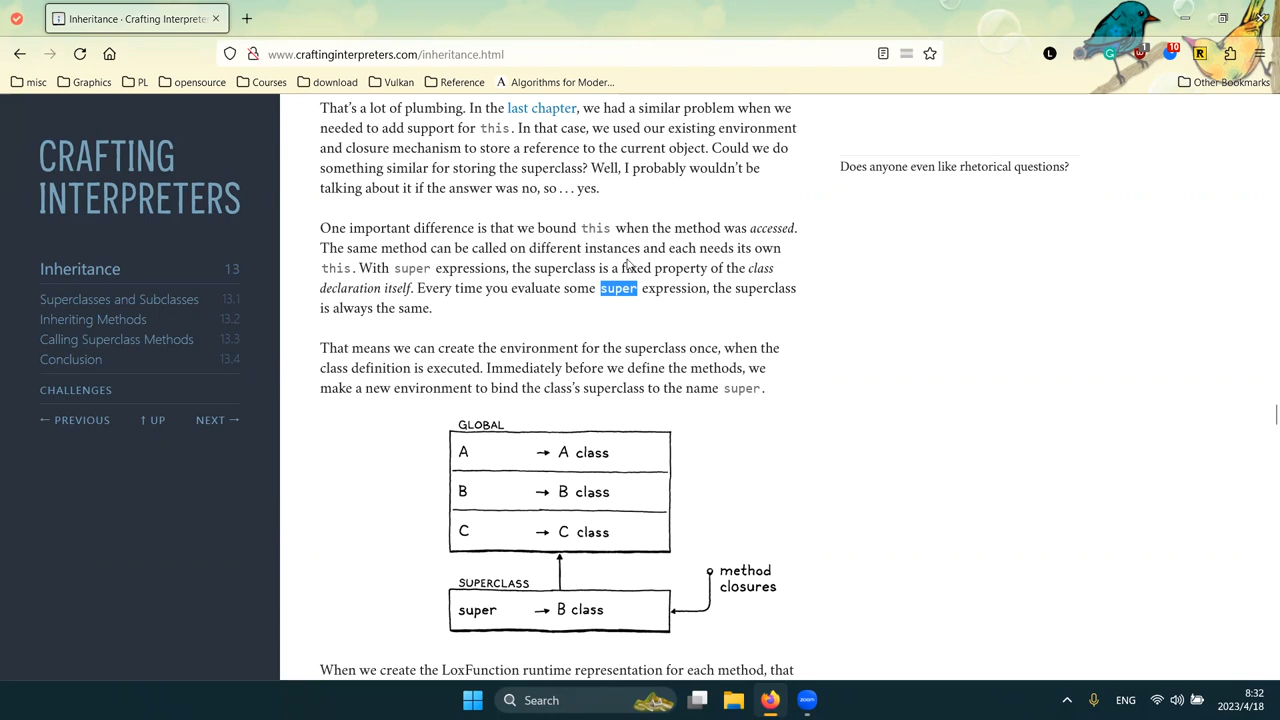 Inheritance · Crafting Interpreter
www.craftinginterpreters.com/inheritance.html
1
10
misc Graphics PL opensource Courses download Vulkan Reference Algorithms for Moder... Other Bookmarks
CRAFTING
INTERPRETERS
Inheritance 13
Superclasses and Subclasses 13.1
Inheriting Methods 13.2
Calling Superclass Methods 13.3
Conclusion 13.4
CHALLENGES
← PREVIOUS ↑ UP NEXT →
That's a lot of plumbing. In the last chapter, we had a similar problem when we
needed to add support for this. In that case, we used our existing environment
and closure mechanism to store a reference to the current object. Could we do
something similar for storing the superclass? Well, I probably wouldn't be
talking about it if the answer was no, so . . . yes.
Does anyone even like rhetorical questions?
One important difference is that we bound this when the method was accessed.
The same method can be called on different instances and each needs its own
this. With super expressions, the superclass is a fixed property of the class
declaration itself. Every time you evaluate some super expression, the superclass
is always the same.
That means we can create the environment for the superclass once, when the
class definition is executed. Immediately before we define the methods, we
make a new environment to bind the class's superclass to the name super.
GLOBAL
A → A class
B → B class
C → C class
SUPERCLASS
super → B class
method
closures
When we create the LoxFunction runtime representation for each method, that
Search
ENG
8:32
2023/4/18